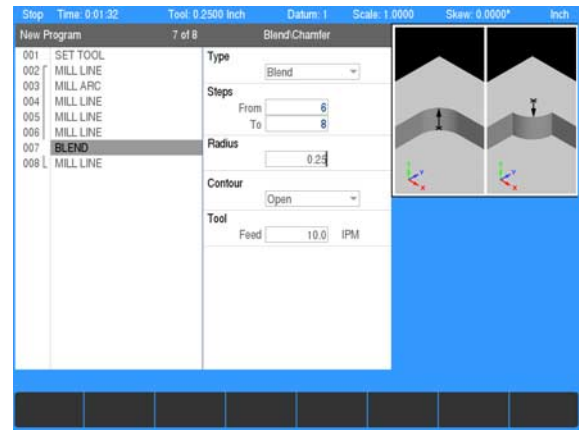 Stop Time: 0:01:32 Tool: 0.2500 Inch Datum: 1 Scale: 1.0000 Skew: 0.0000° Inch
New Program 7 of 8 Blend\Chamfer
001 SET TOOL
002 MILL LINE
003 MILL ARC
004 MILL LINE
005 MILL LINE
006 MILL LINE
007 BLEND
008 MILL LINE
Type
Blend
Steps
From 6
To 8
Radius
0.25
Contour
Open
Tool
Feed 10.0 IPM
Y
X
Y
X